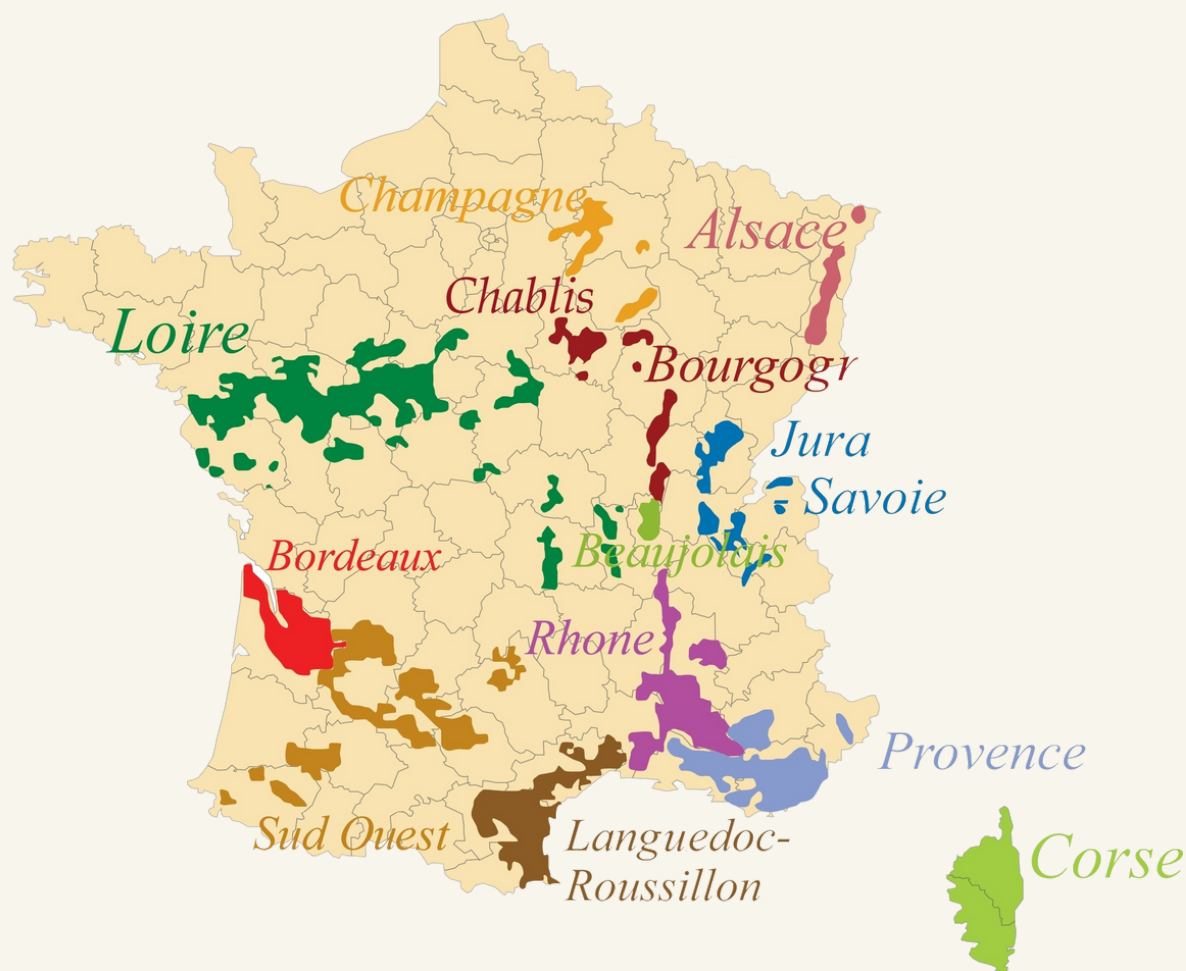 Champagne
Alsace
Chablis
Loire
Bourgogr
Jura
Savoie
Beaujolais
Bordeaux
Rhone
Provence
Sud Ouest
Languedoc-
Roussillon
Corse